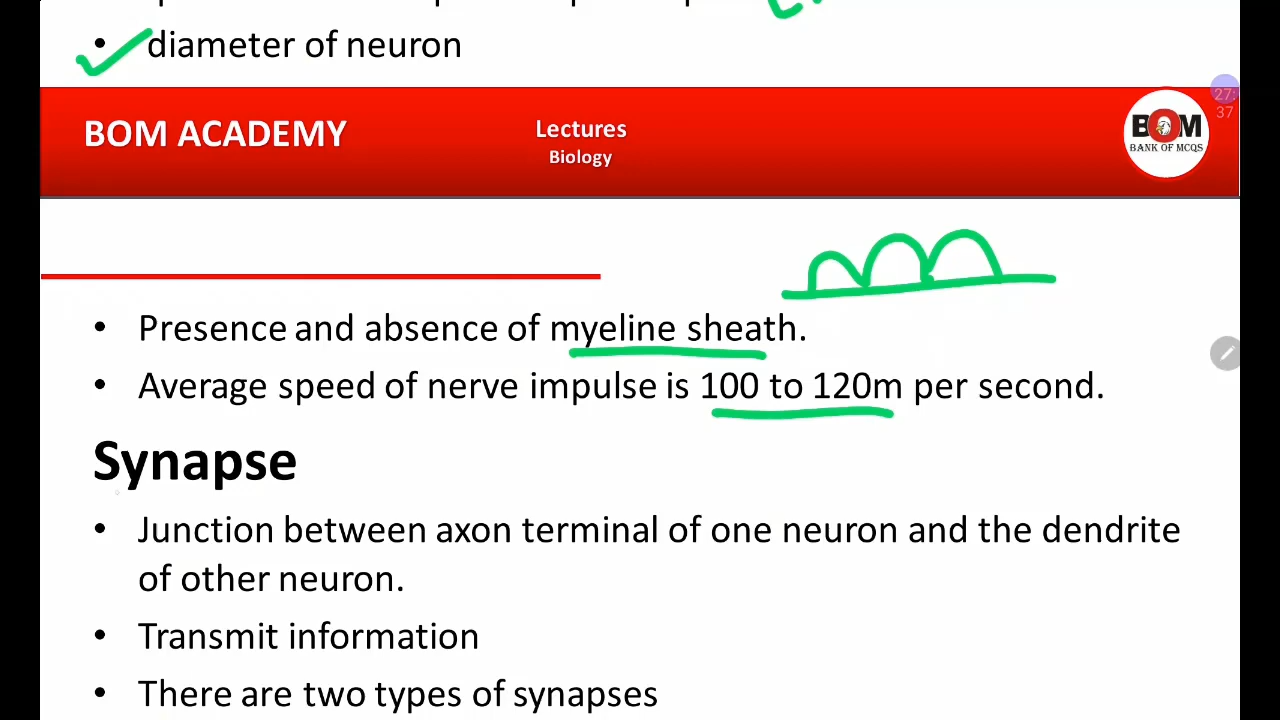 • diameter of neuron
BOM ACADEMY
Lectures
Biology
BOM
BANK OF MCQS
27:
37
• Presence and absence of myeline sheath.
• Average speed of nerve impulse is 100 to 120m per second.
Synapse
• Junction between axon terminal of one neuron and the dendrite
of other neuron.
• Transmit information
• There are two types of synapses